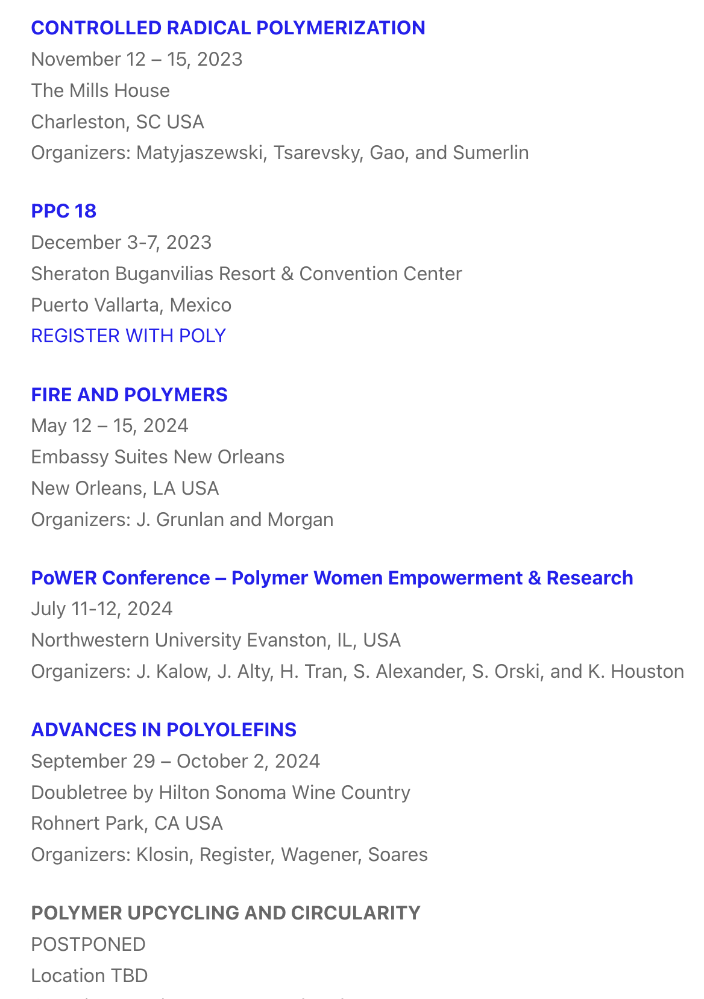 CONTROLLED RADICAL POLYMERIZATION
November 12 – 15, 2023
The Mills House
Charleston, SC USA
Organizers: Matyjaszewski, Tsarevsky, Gao, and Sumerlin
PPC 18
December 3-7, 2023
Sheraton Buganvilias Resort & Convention Center
Puerto Vallarta, Mexico
REGISTER WITH POLY
FIRE AND POLYMERS
May 12 – 15, 2024
Embassy Suites New Orleans
New Orleans, LA USA
Organizers: J. Grunlan and Morgan
PoWER Conference – Polymer Women Empowerment & Research
July 11-12, 2024
Northwestern University Evanston, IL, USA
Organizers: J. Kalow, J. Alty, H. Tran, S. Alexander, S. Orski, and K. Houston
ADVANCES IN POLYOLEFINS
September 29 – October 2, 2024
Doubletree by Hilton Sonoma Wine Country
Rohnert Park, CA USA
Organizers: Klosin, Register, Wagener, Soares
POLYMER UPCYCLING AND CIRCULARITY
POSTPONED
Location TBD